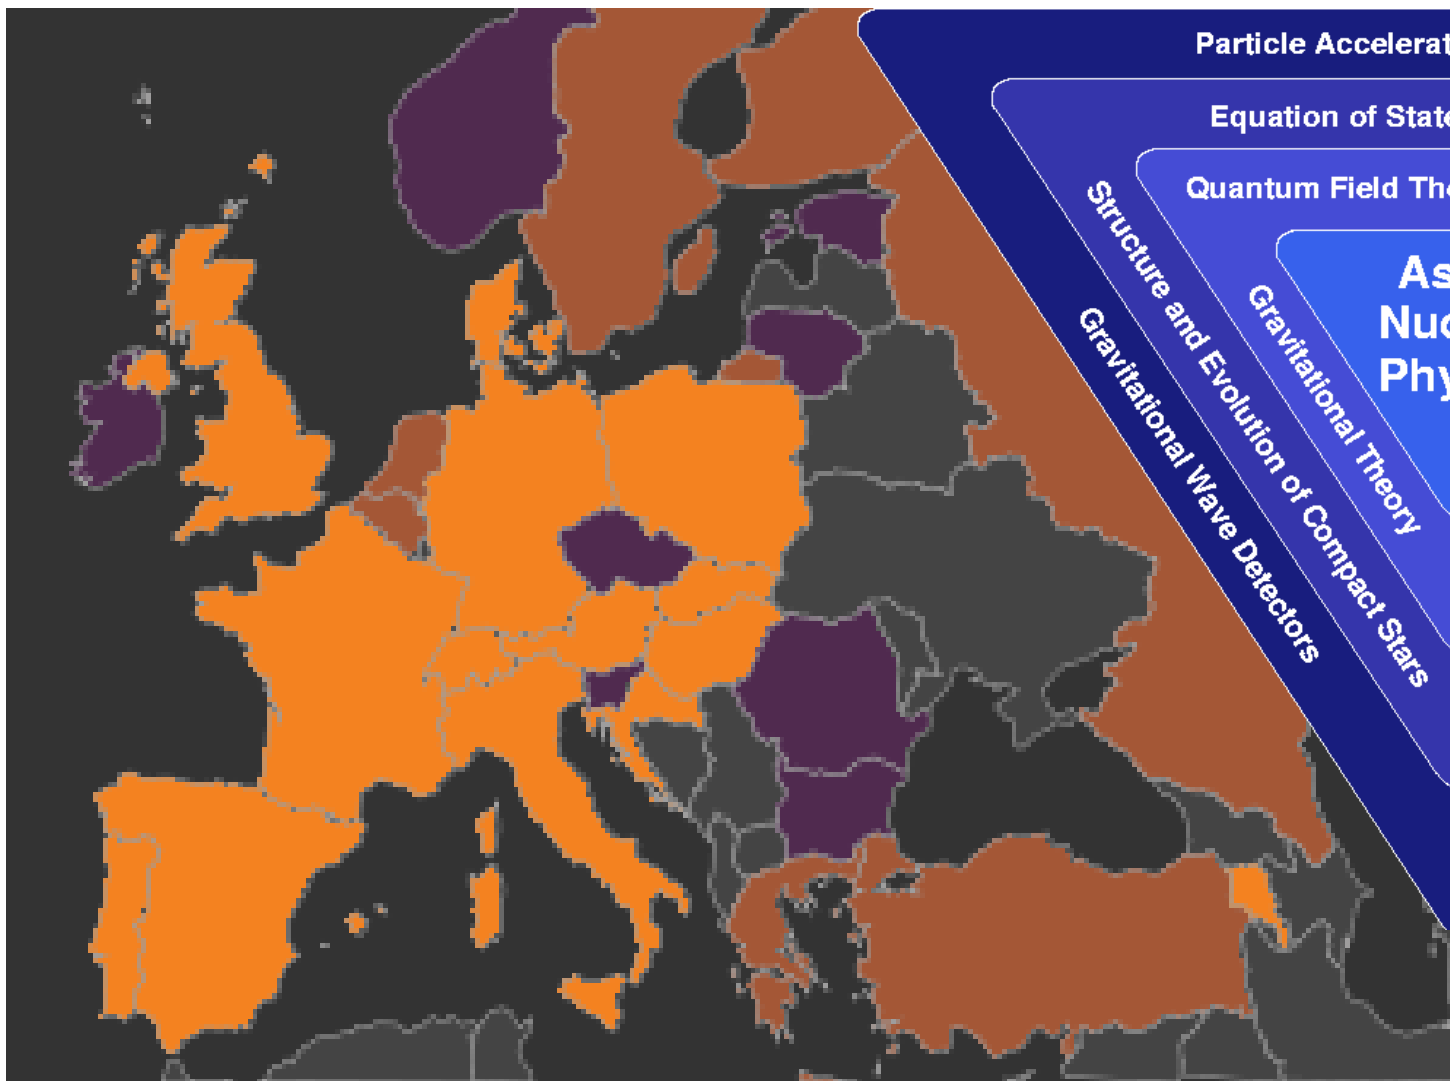 Particle Accelerat
Equation of State
Quantum Field The
As
Nuc
Phy
Gravitational Theory
Structure and Evolution of Compact Stars
Gravitational Wave Detectors